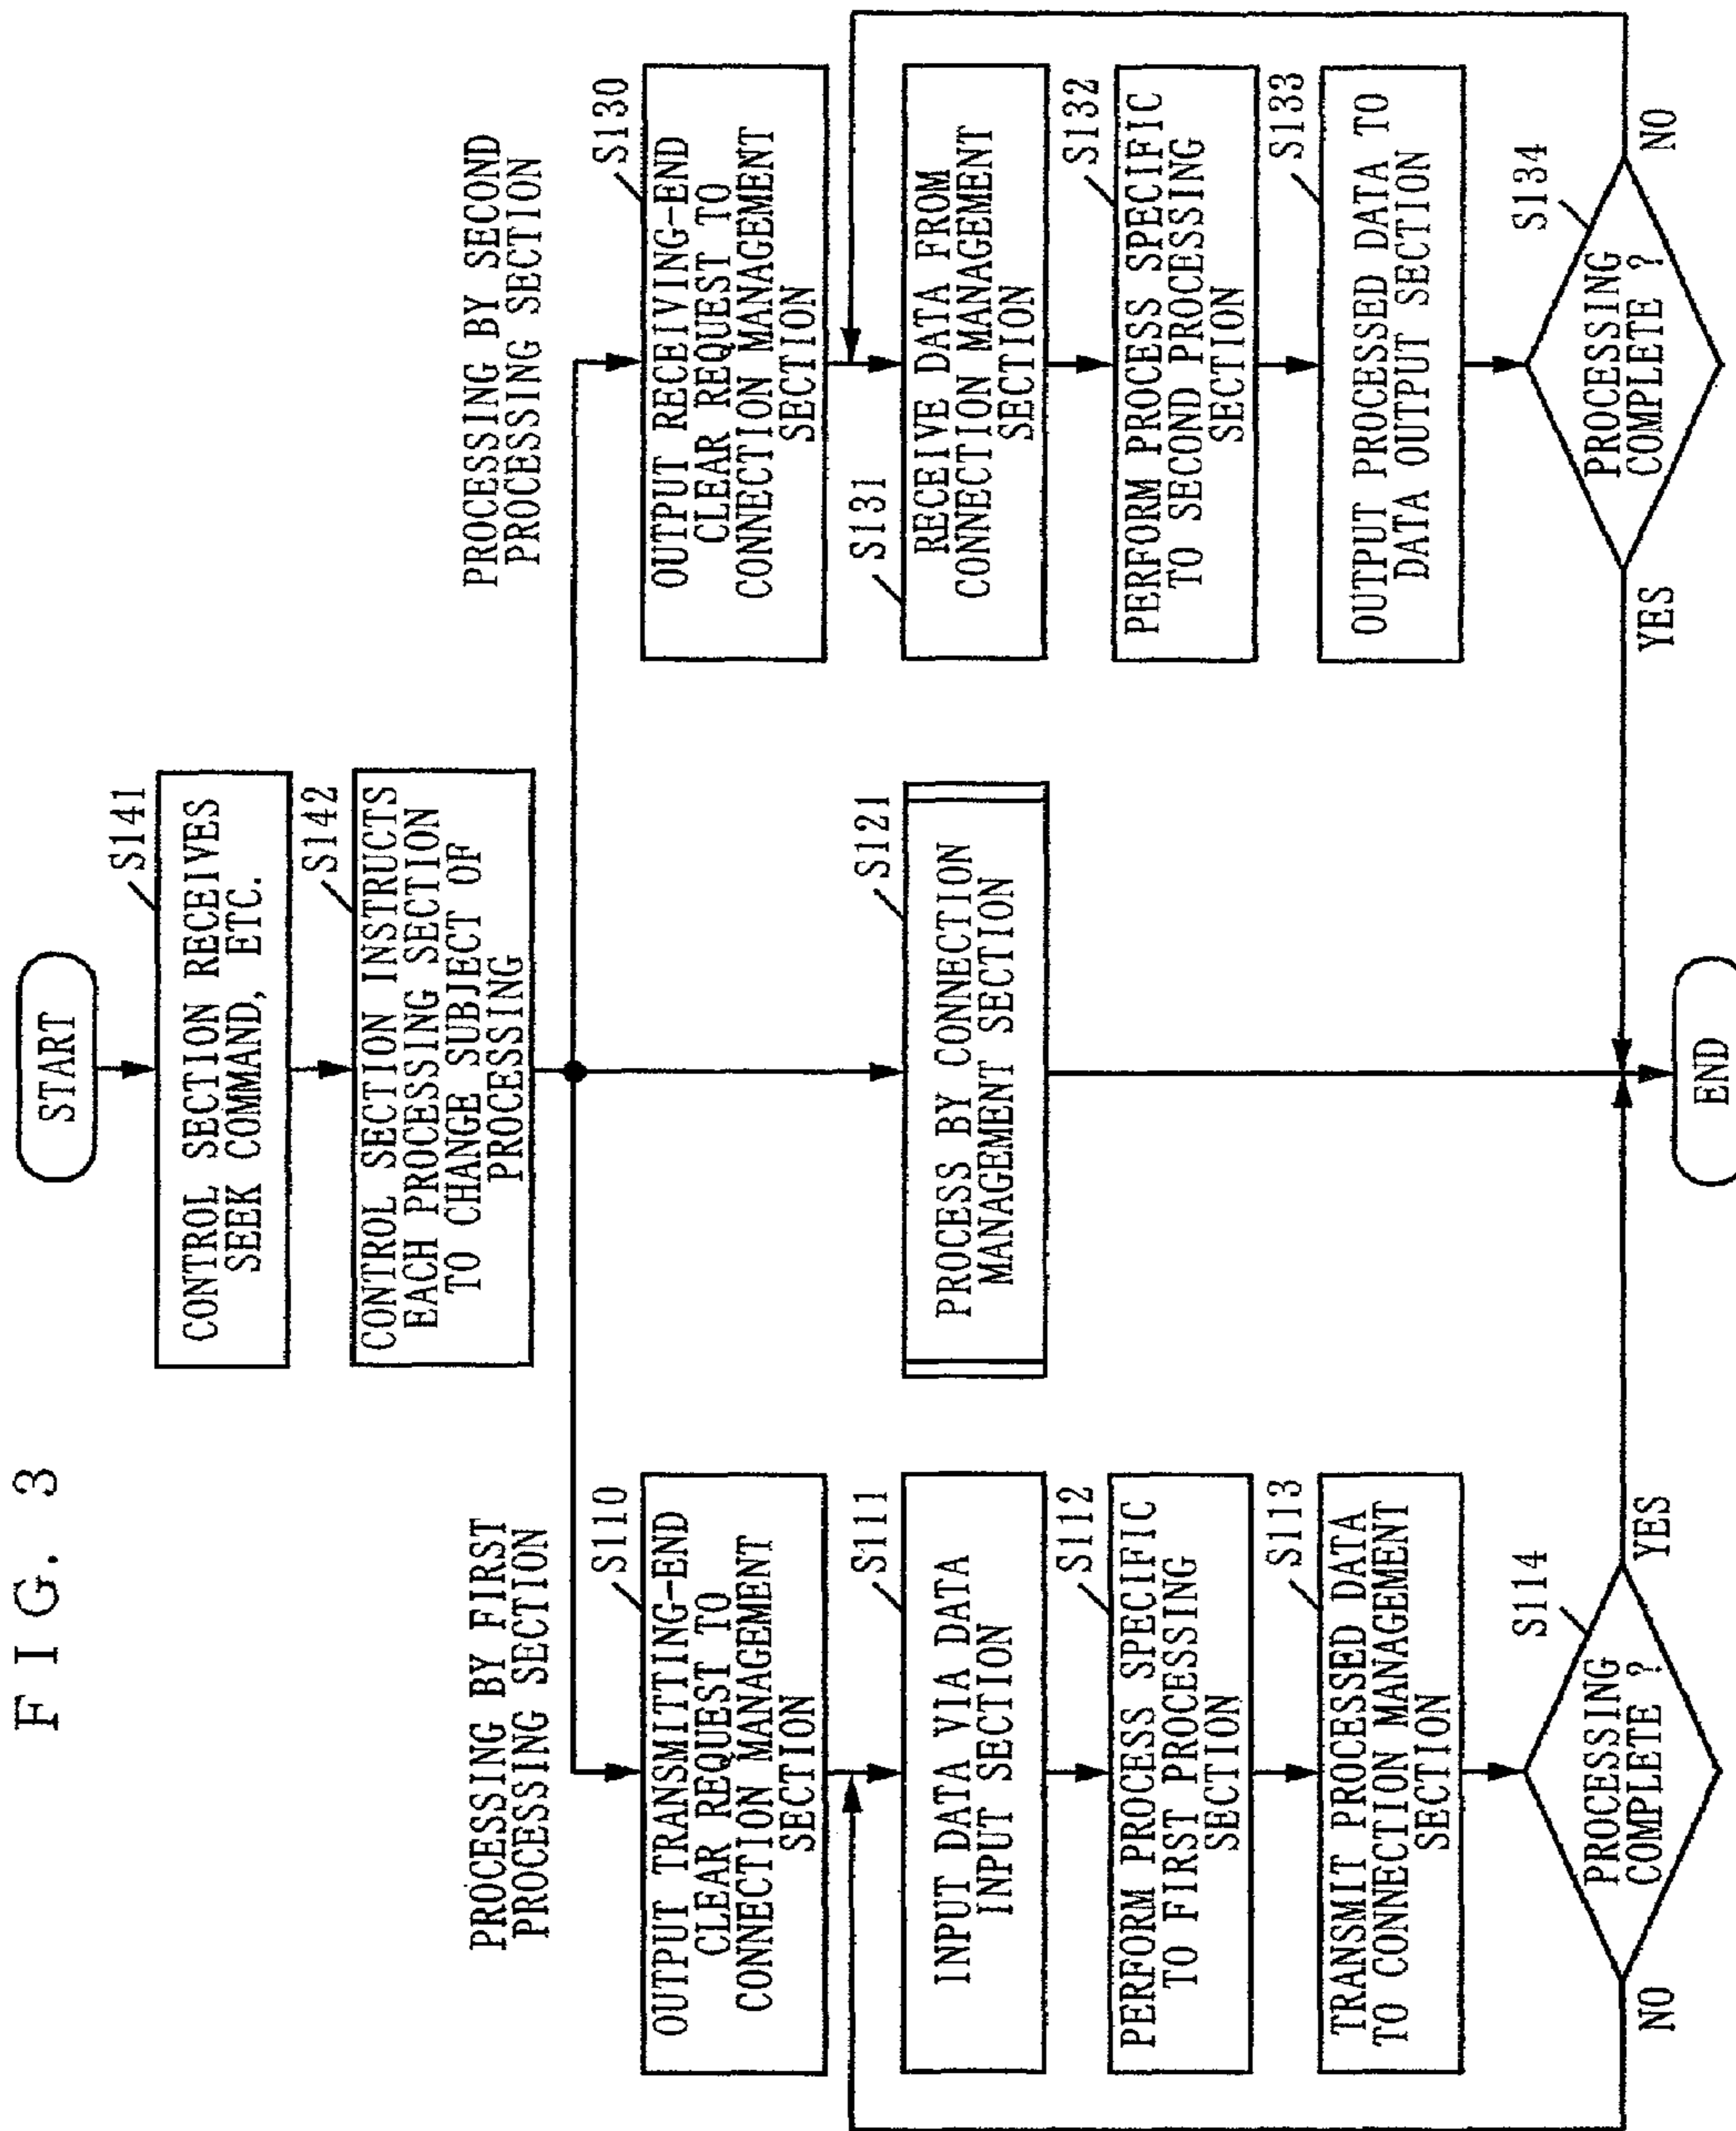 FIG. 3
START
S141
CONTROL SECTION RECEIVES
SEEK COMMAND, ETC.
S142
CONTROL SECTION INSTRUCTS
EACH PROCESSING SECTION
TO CHANGE SUBJECT OF
PROCESSING
PROCESSING BY FIRST
PROCESSING SECTION
S110
OUTPUT TRANSMITTING-END
CLEAR REQUEST TO
CONNECTION MANAGEMENT
SECTION
S111
INPUT DATA VIA DATA
INPUT SECTION
S112
PERFORM PROCESS SPECIFIC
TO FIRST PROCESSING
SECTION
S113
TRANSMIT PROCESSED DATA
TO CONNECTION MANAGEMENT
SECTION
S114
PROCESSING
COMPLETE ?
NO
YES
S121
PROCESS BY CONNECTION
MANAGEMENT SECTION
PROCESSING BY SECOND
PROCESSING SECTION
S130
OUTPUT RECEIVING-END
CLEAR REQUEST TO
CONNECTION MANAGEMENT
SECTION
S131
RECEIVE DATA FROM
CONNECTION MANAGEMENT
SECTION
S132
PERFORM PROCESS SPECIFIC
TO SECOND PROCESSING
SECTION
S133
OUTPUT PROCESSED DATA TO
DATA OUTPUT SECTION
S134
PROCESSING
COMPLETE ?
YES
NO
END